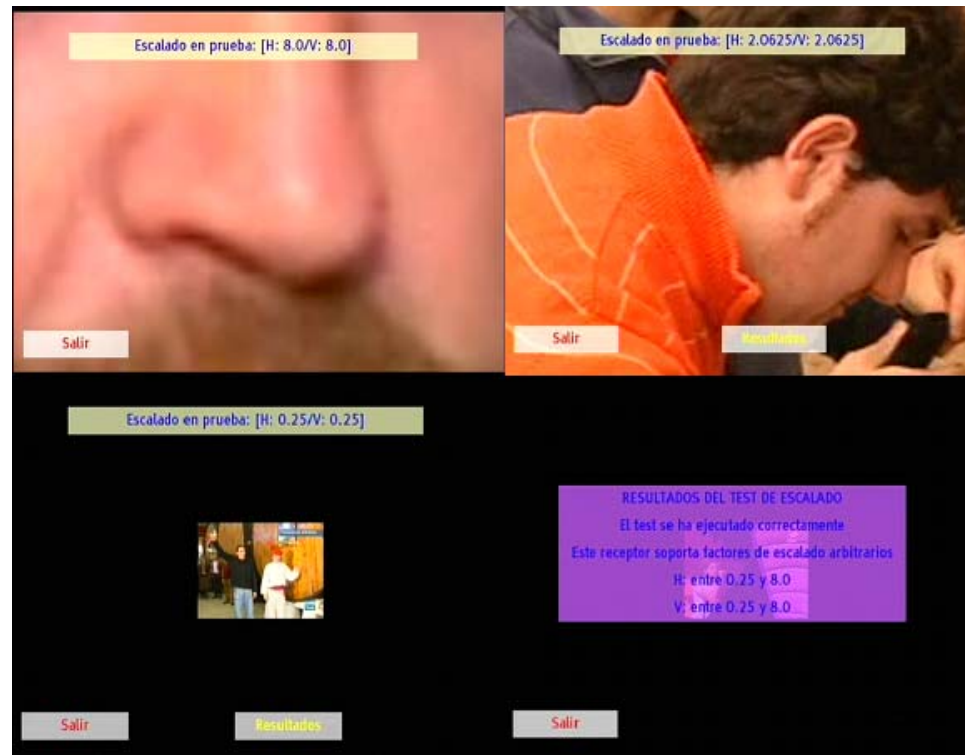 Escalado en prueba: [H: 8.0/V: 8.0]
Salir
Escalado en prueba: [H: 2.0625/V: 2.0625]
Salir
Resultados
Escalado en prueba: [H: 0.25/V: 0.25]
Salir
Resultados
RESULTADOS DEL TEST DE ESCALADO
El test se ha ejecutado correctamente
Este receptor soporta factores de escalado arbitrarios
H: entre 0.25 y 8.0
V: entre 0.25 y 8.0
Salir